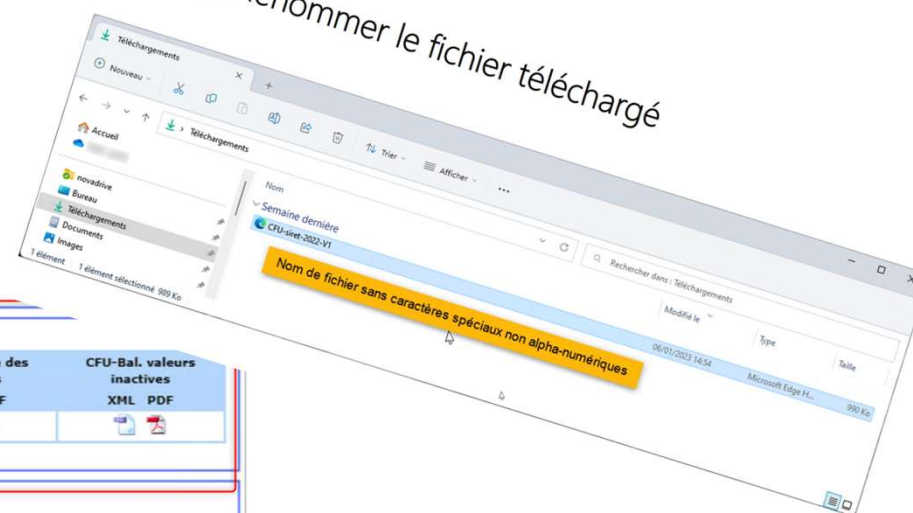 Renommer le fichier téléchargé
Téléchargements
Nouveau
Trier
Afficher
Téléchargements
Rechercher dans : Téléchargements
Accueil
novadrive
Bureau
Téléchargements
Documents
Images
1 élément
1 élément sélectionné 989 Ko
Nom
Modifié le
Type
Taille
Semaine dernière
CFU-siret-2022-V1
06/01/2023 14:54
Microsoft Edge H...
990 Ko
Nom de fichier sans caractères spéciaux non alpha-numériques
des
CFU-Bal. valeurs
inactives
XML PDF